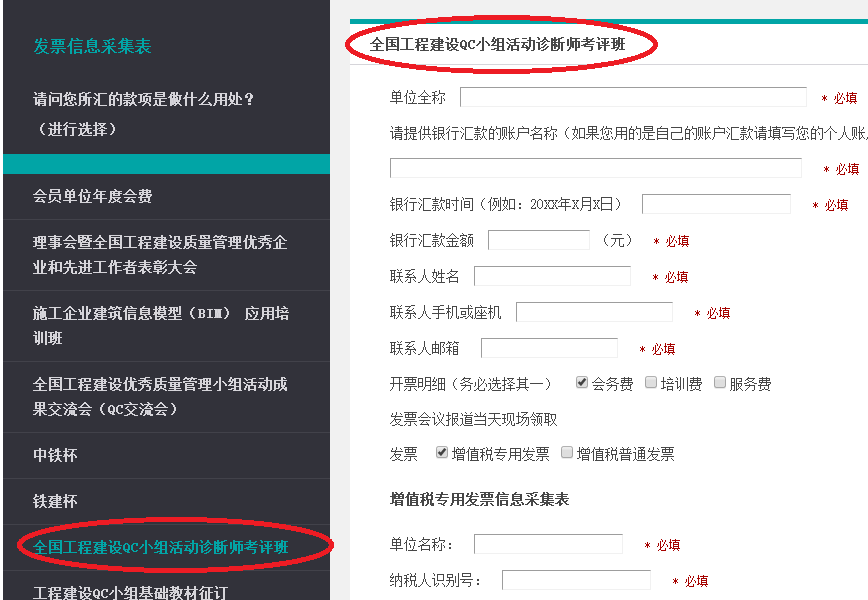 发票信息采集表
请问您所汇的款项是做什么用处？
（进行选择）
会员单位年度会费
理事会暨全国工程建设质量管理优秀企
业和先进工作者表彰大会
施工企业建筑信息模型（BIM） 应用培
训班
全国工程建设优秀质量管理小组活动成
果交流会（QC交流会）
中铁杯
铁建杯
全国工程建设QC小组活动诊断师考评班
工程建设QC小组基础教材征订
全国工程建设QC小组活动诊断师考评班
单位全称 * 必填
请提供银行汇款的账户名称（如果您用的是自己的账户汇款请填写您的个人账
* 必填
银行汇款时间（例如：20XX年X月X日） * 必填
银行汇款金额 （元） * 必填
联系人姓名 * 必填
联系人手机或座机 * 必填
联系人邮箱 * 必填
开票明细（务必选择其一） 会务费 培训费 服务费
发票会议报道当天现场领取
发票 增值税专用发票 增值税普通发票
增值税专用发票信息采集表
单位名称： * 必填
纳税人识别号： * 必填